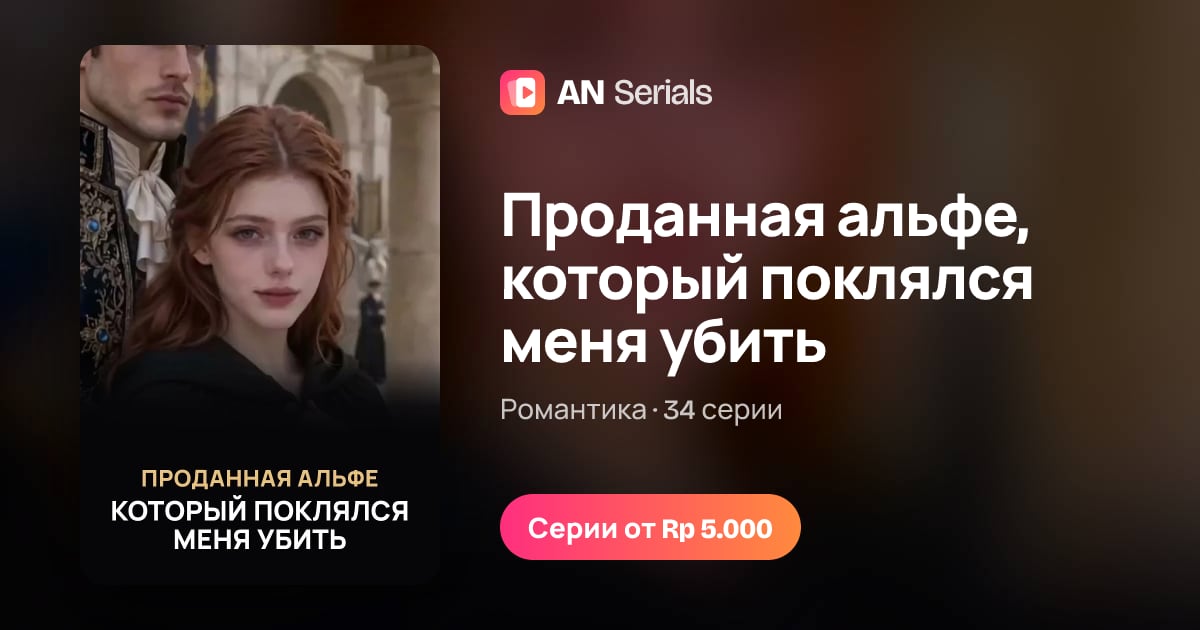 AN Serials
Проданная альфе,
который поклялся
меня убить
Романтика · 34 серии
Серии от Rp 5.000
ПРОДАННАЯ АЛЬФЕ
КОТОРЫЙ ПОКЛЯЛСЯ
МЕНЯ УБИТЬ